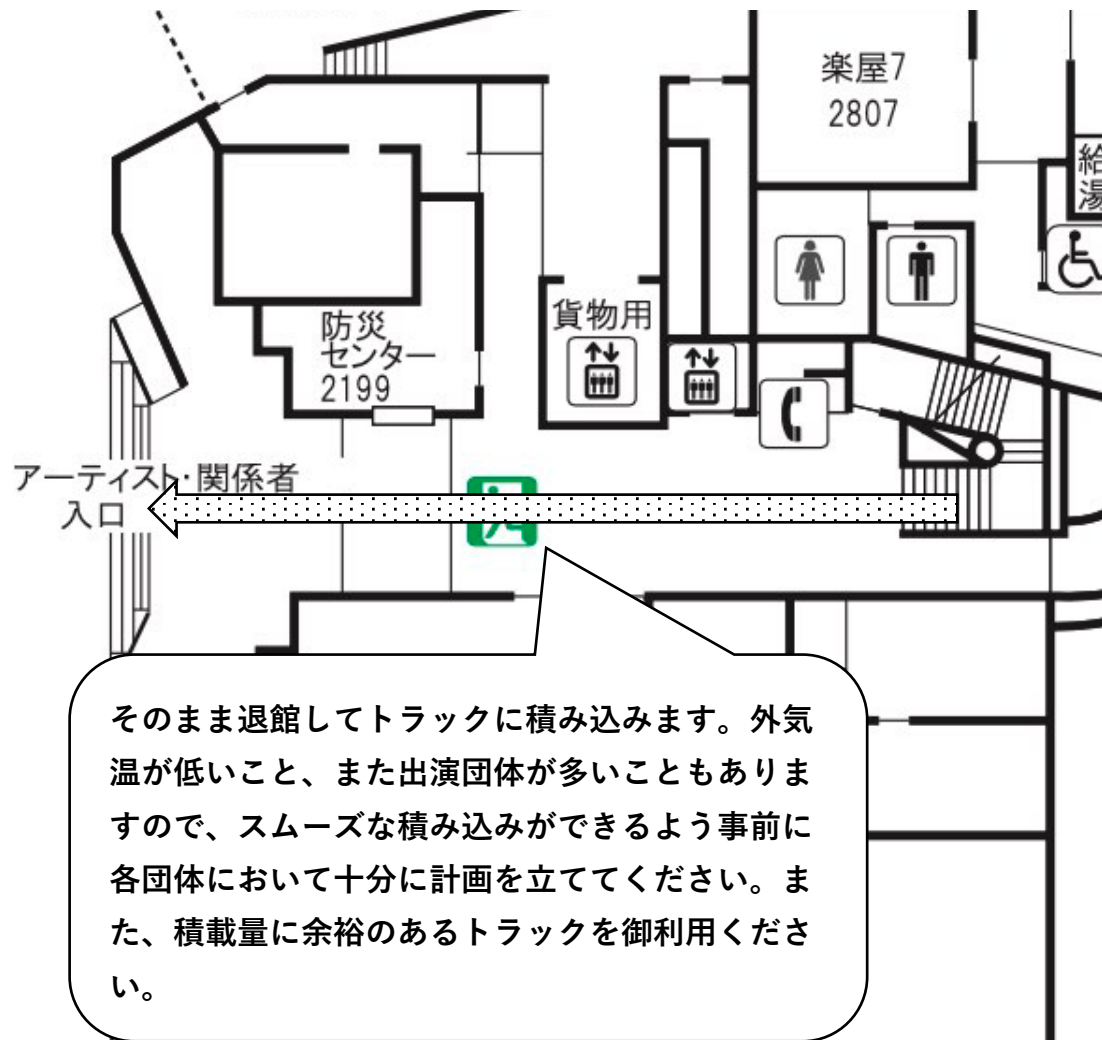 楽屋7
2807
給
湯
貨物用
防災
センター
2199
アーティスト・関係者
入口
そのまま退館してトラックに積み込みます。外気
温が低いこと、また出演団体が多いこともありま
すので、スムーズな積み込みができるよう事前に
各団体において十分に計画を立ててください。ま
た、積載量に余裕のあるトラックを御利用くださ
い。